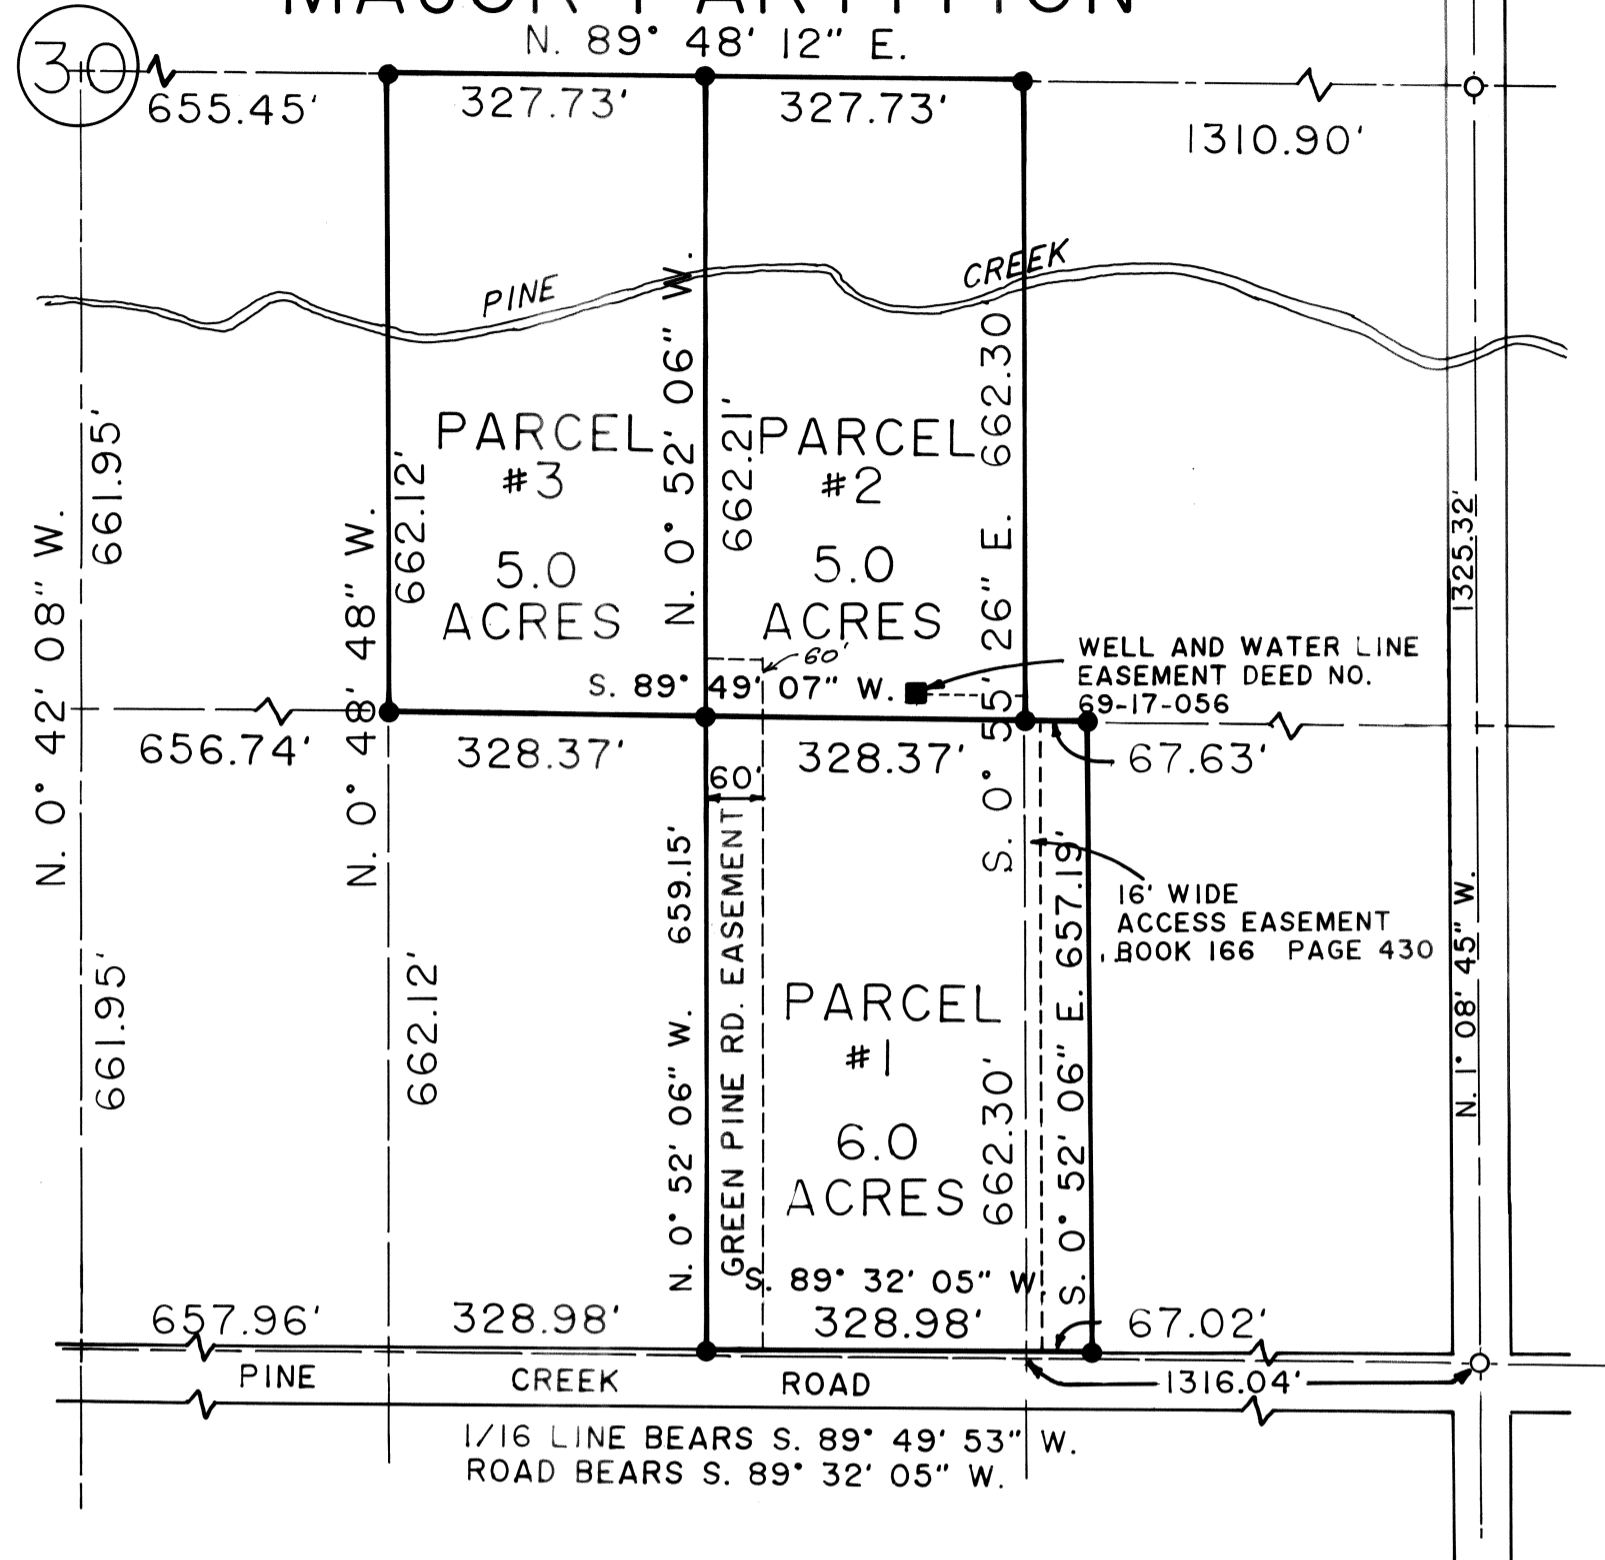 MAJOR PARTITION
N. 89° 48' 12" E.
30
655.45'
327.73'
327.73'
1310.90'
PINE
CREEK
N. 0° 42' 08" W.
661.95'
N. 0° 48' 48" W.
662.12'
PARCEL
#3
5.0
ACRES
N. 0° 52' 06" W.
662.21'
PARCEL
#2
5.0
ACRES
S. 0° 55' 26" E. 662.30'
1325.32'
60'
S. 89° 49' 07" W.
WELL AND WATER LINE
EASEMENT DEED NO.
69-17-056
656.74'
328.37'
328.37'
67.63'
60'
661.95'
662.12'
N. 0° 52' 06" W. 659.15'
GREEN PINE RD. EASEMENT
PARCEL
#1
6.0
ACRES
662.30'
S. 0° 52' 06" E. 657.19'
16' WIDE
ACCESS EASEMENT
BOOK 166 PAGE 430
N. 1° 08' 45" W.
S. 89° 32' 05" W.
657.96'
328.98'
328.98'
67.02'
PINE CREEK ROAD
1316.04'
1/16 LINE BEARS S. 89° 49' 53" W.
ROAD BEARS S. 89° 32' 05" W.